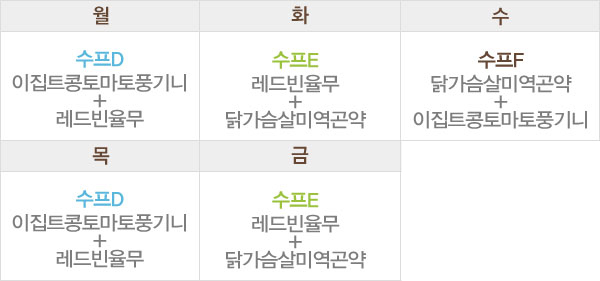 월
화
수
수프D
이집트콩토마토풍기니
+
레드빈율무
수프E
레드빈율무
+
닭가슴살미역곤약
수프F
닭가슴살미역곤약
+
이집트콩토마토풍기니
목
금
수프D
이집트콩토마토풍기니
+
레드빈율무
수프E
레드빈율무
+
닭가슴살미역곤약